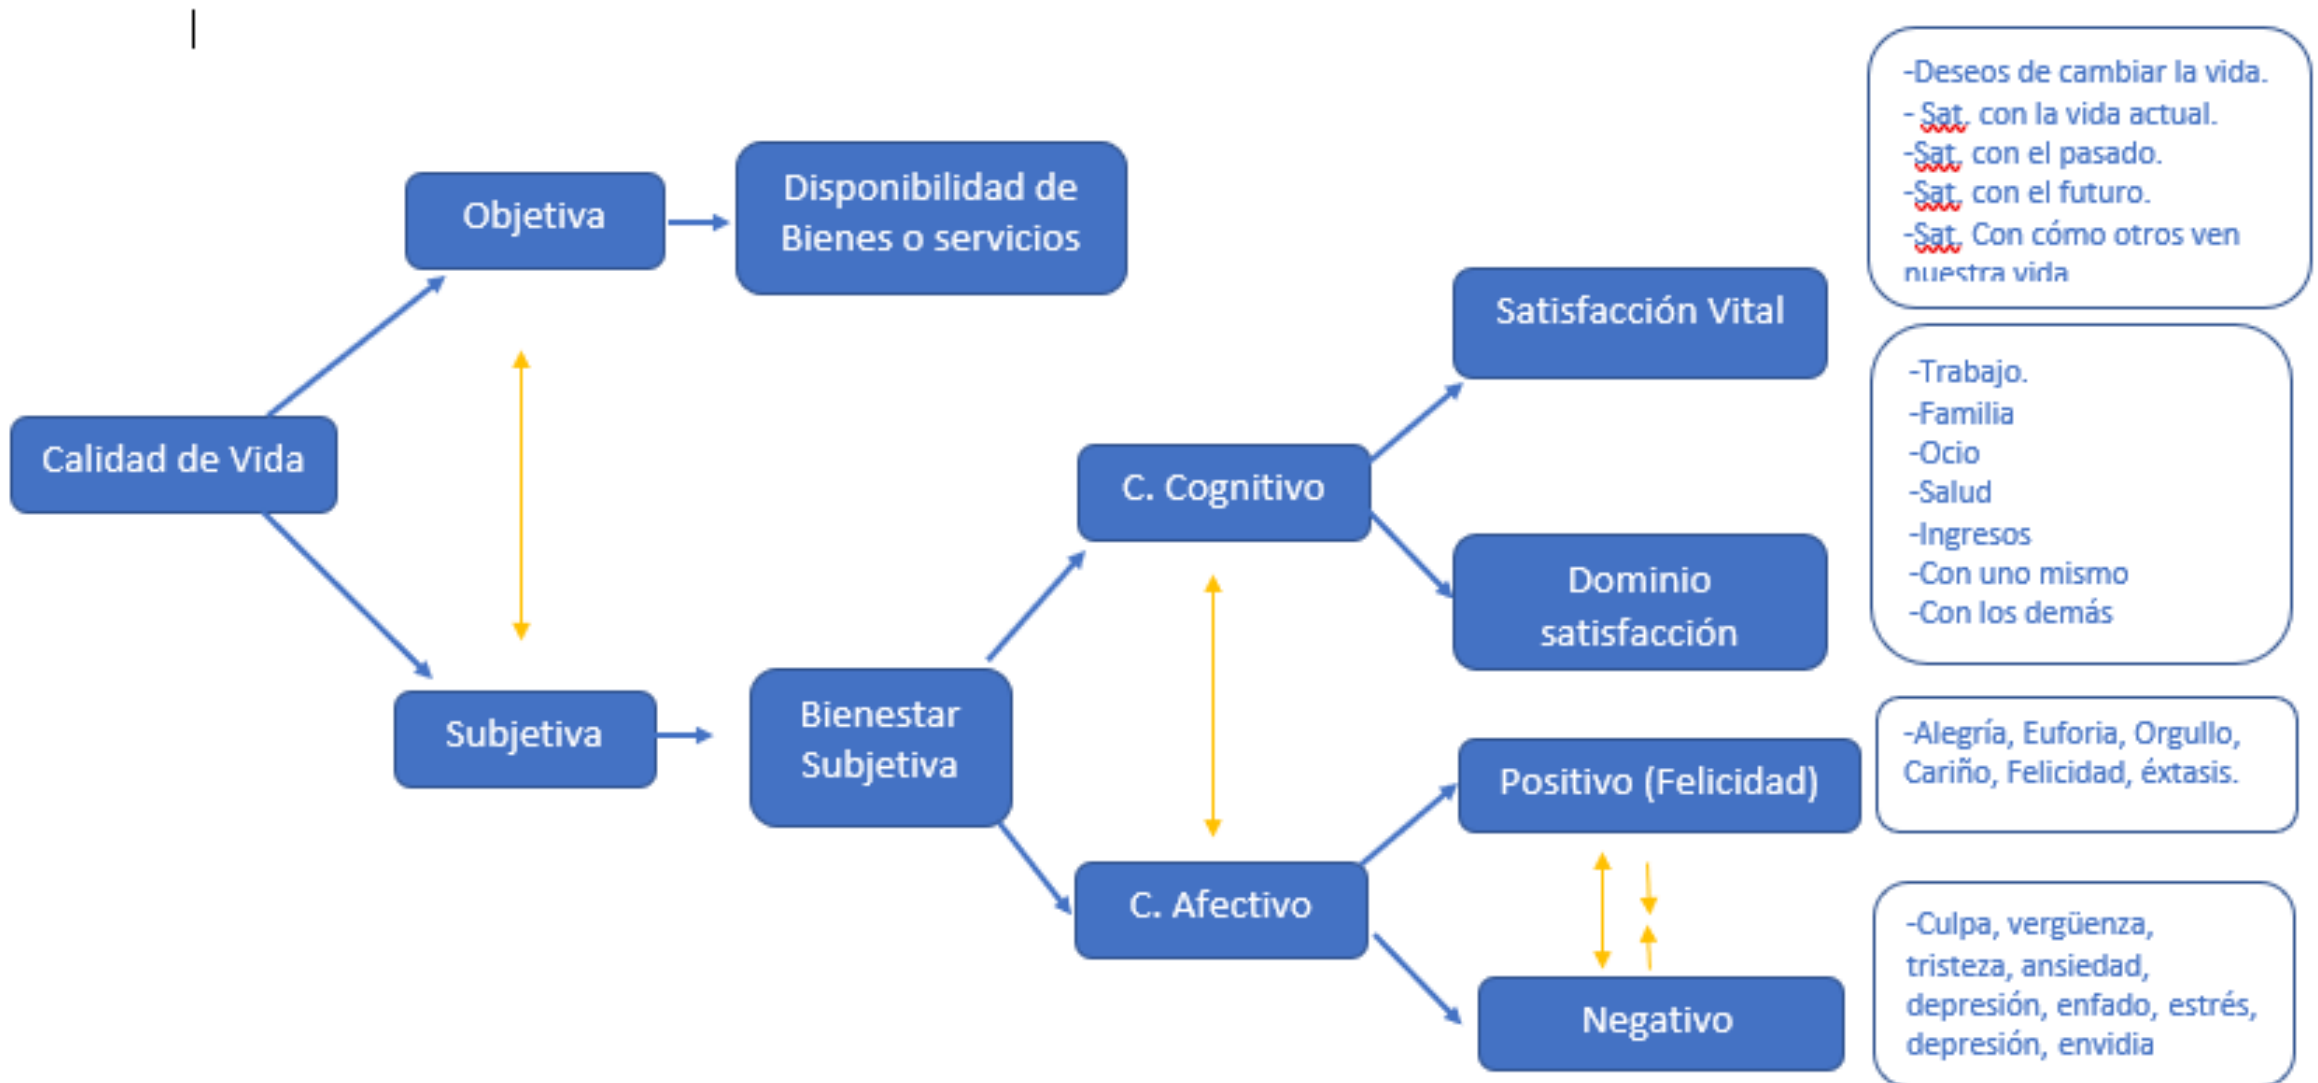 Calidad de Vida
Objetiva
Disponibilidad de
Bienes o servicios
Subjetiva
Bienestar
Subjetiva
C. Cognitivo
Satisfacción Vital
-Deseos de cambiar la vida.
- Sat. con la vida actual.
-Sat. con el pasado.
-Sat. con el futuro.
-Sat. Con cómo otros ven
nuestra vida
Dominio
satisfacción
-Trabajo.
-Familia
-Ocio
-Salud
-Ingresos
-Con uno mismo
-Con los demás
C. Afectivo
Positivo (Felicidad)
-Alegría, Euforia, Orgullo,
Cariño, Felicidad, éxtasis.
Negativo
-Culpa, vergüenza,
tristeza, ansiedad,
depresión, enfado, estrés,
depresión, envidia